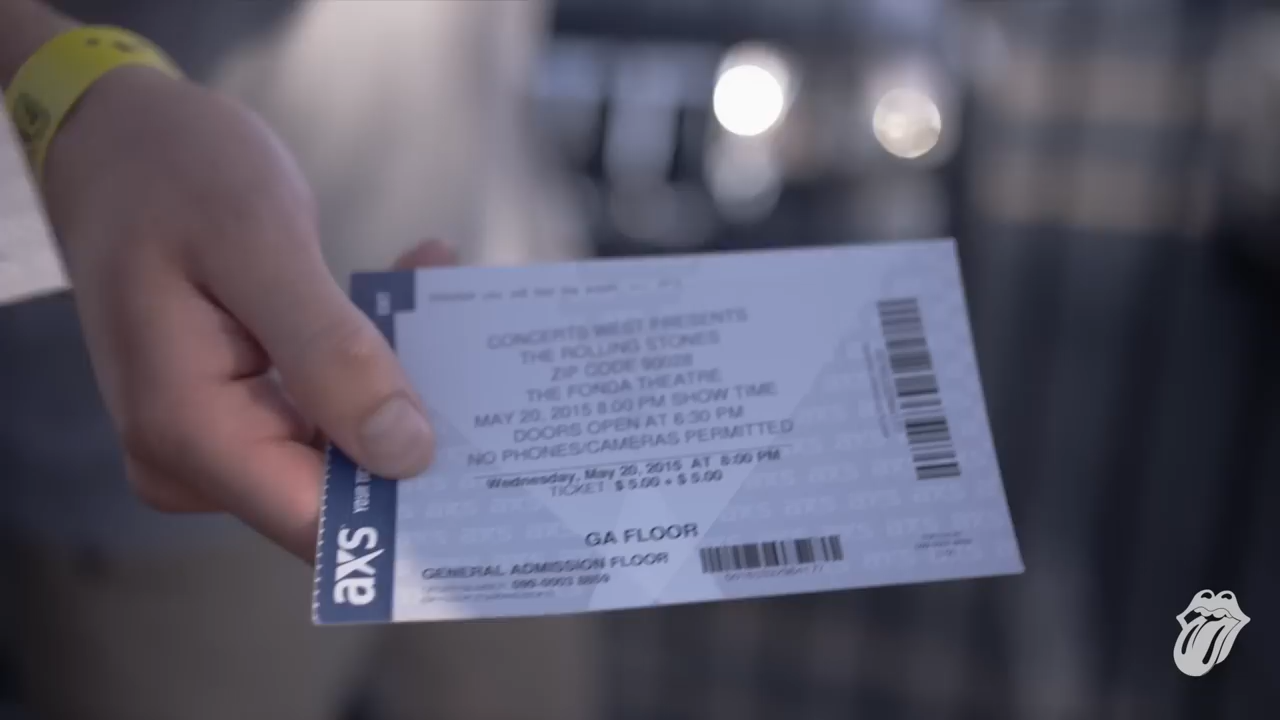 CONCERTS WEST PRESENTS
THE ROLLING STONES
ZIP CODE 90028
THE FONDA THEATRE
MAY 20, 2015 8:00 PM SHOW TIME
DOORS OPEN AT 6:30 PM
NO PHONES/CAMERAS PERMITTED
Wednesday, May 20, 2015 AT 8:00 PM
TICKET $ 5.00 + $ 5.00
GA FLOOR
GENERAL ADMISSION FLOOR
axs
YOUR